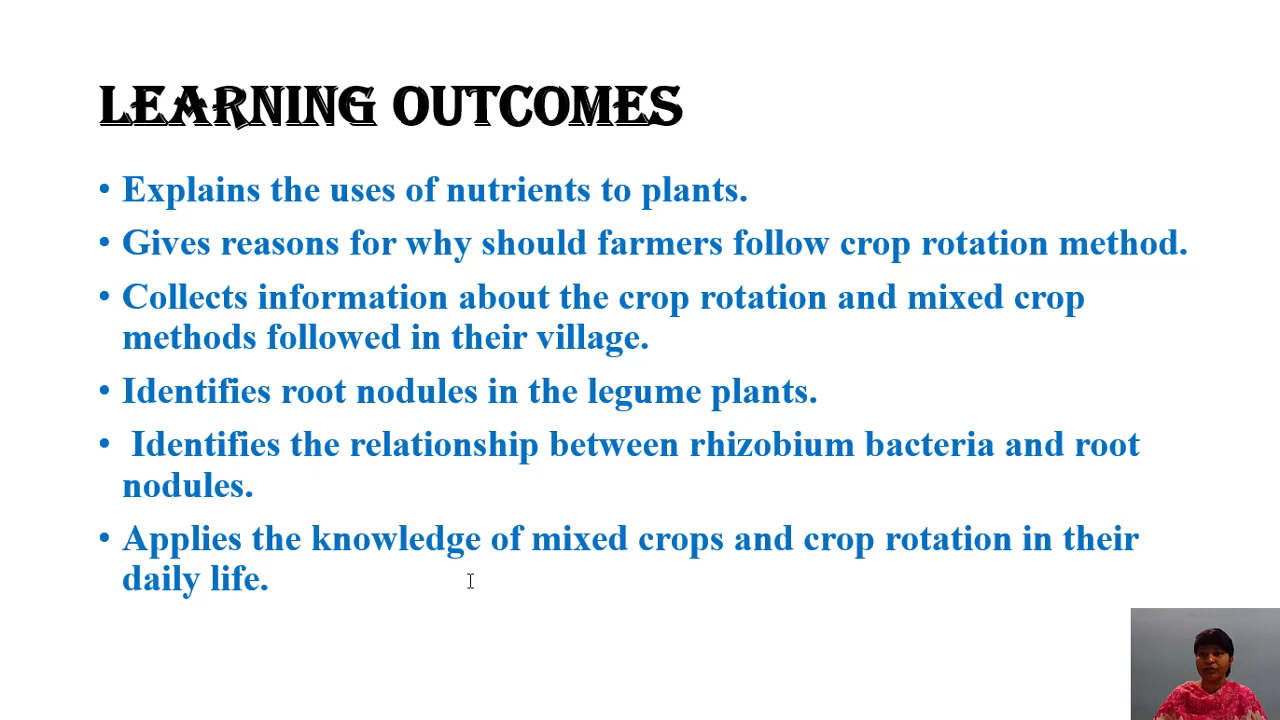 LEARNING OUTCOMES
• Explains the uses of nutrients to plants.
• Gives reasons for why should farmers follow crop rotation method.
• Collects information about the crop rotation and mixed crop
methods followed in their village.
• Identifies root nodules in the legume plants.
• Identifies the relationship between rhizobium bacteria and root
nodules.
• Applies the knowledge of mixed crops and crop rotation in their
daily life.